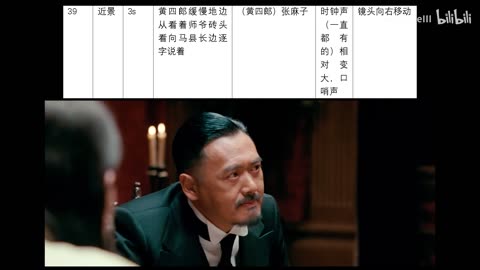 elll bilibili
39 近景 3s 黄四郎缓慢地边 （黄四郎）张麻子 时钟声 镜头向右移动
从看着师爷砖头 （一直
看向马县长边逐 都有
字说着 的）相
对变
大、口
哨声